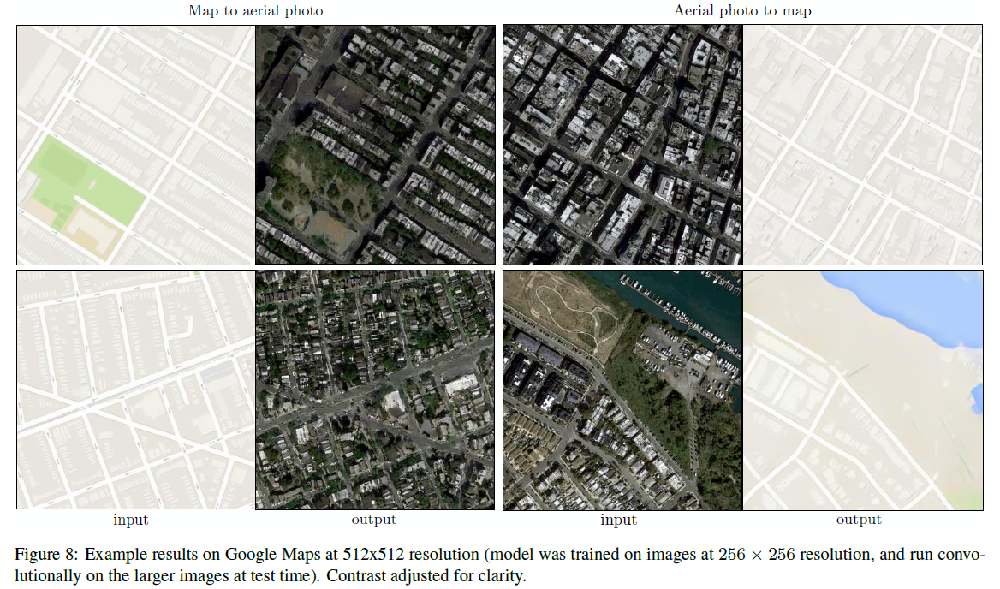 Map to aerial photo
Aerial photo to map
input
output
input
output
Figure 8: Example results on Google Maps at 512x512 resolution (model was trained on images at 256 × 256 resolution, and run convo-
lutionally on the larger images at test time). Contrast adjusted for clarity.